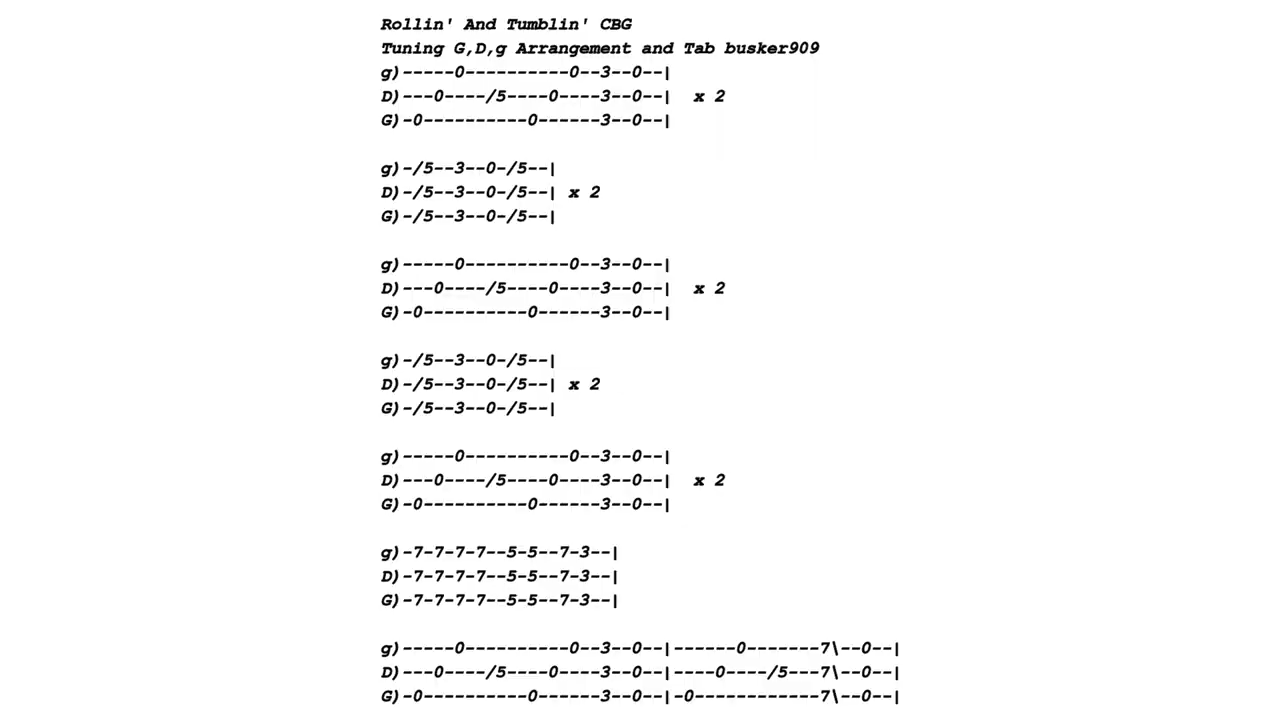 Rollin' And Tumblin' CBG
Tuning G,D,g Arrangement and Tab busker909
g)-----0----------0--3--0--|
D)---0----/5----0----3--0--|  x 2
G)-0----------0------3--0--|
g)-/5--3--0-/5--|
D)-/5--3--0-/5--| x 2
G)-/5--3--0-/5--|
g)-----0----------0--3--0--|
D)---0----/5----0----3--0--|  x 2
G)-0----------0------3--0--|
g)-/5--3--0-/5--|
D)-/5--3--0-/5--| x 2
G)-/5--3--0-/5--|
g)-----0----------0--3--0--|
D)---0----/5----0----3--0--|  x 2
G)-0----------0------3--0--|
g)-7-7-7-7--5-5--7-3--|
D)-7-7-7-7--5-5--7-3--|
G)-7-7-7-7--5-5--7-3--|
g)-----0----------0--3--0--|------0-------7\--0--|
D)---0----/5----0----3--0--|----0----/5---7\--0--|
G)-0----------0------3--0--|-0------------7\--0--|